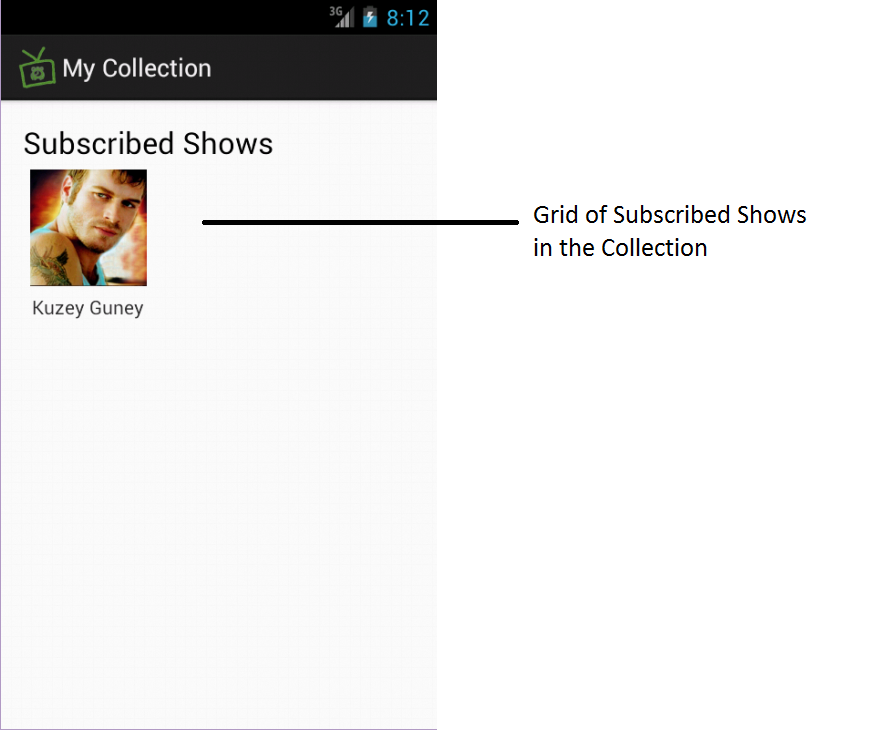 3G 8:12
My Collection
Subscribed Shows
Grid of Subscribed Shows
in the Collection
Kuzey Guney